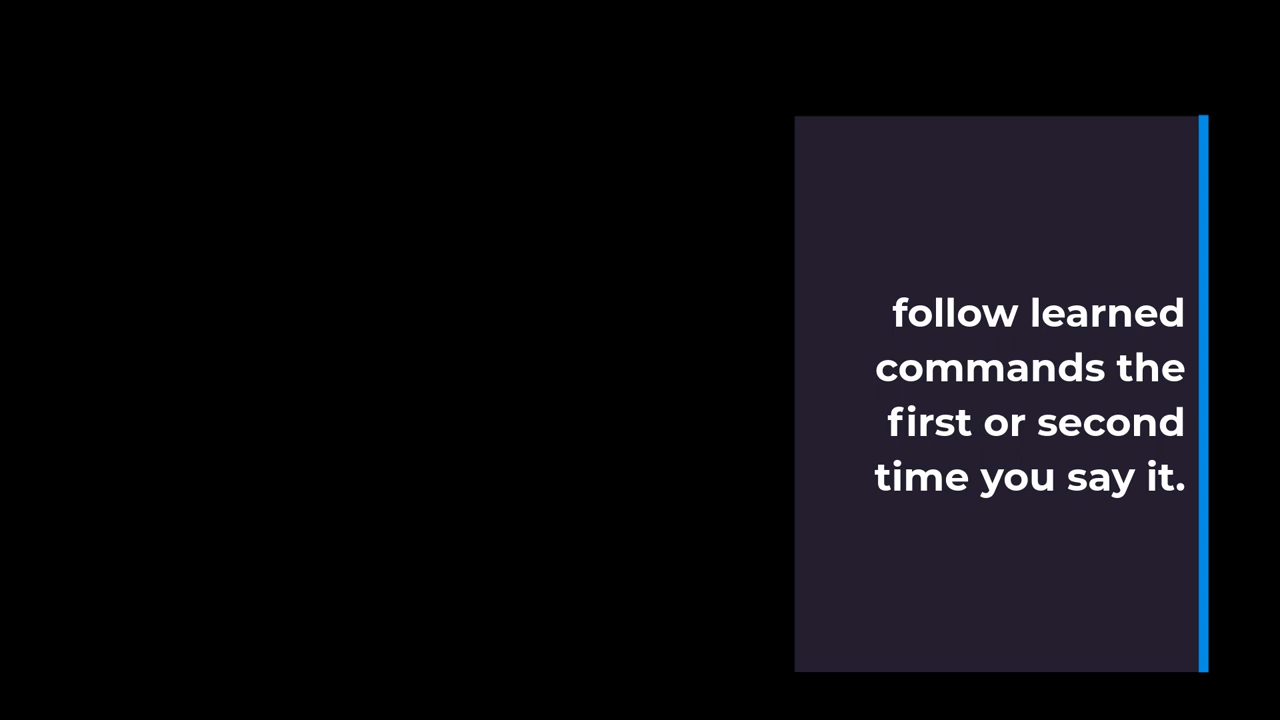 follow learned
commands the
first or second
time you say it.